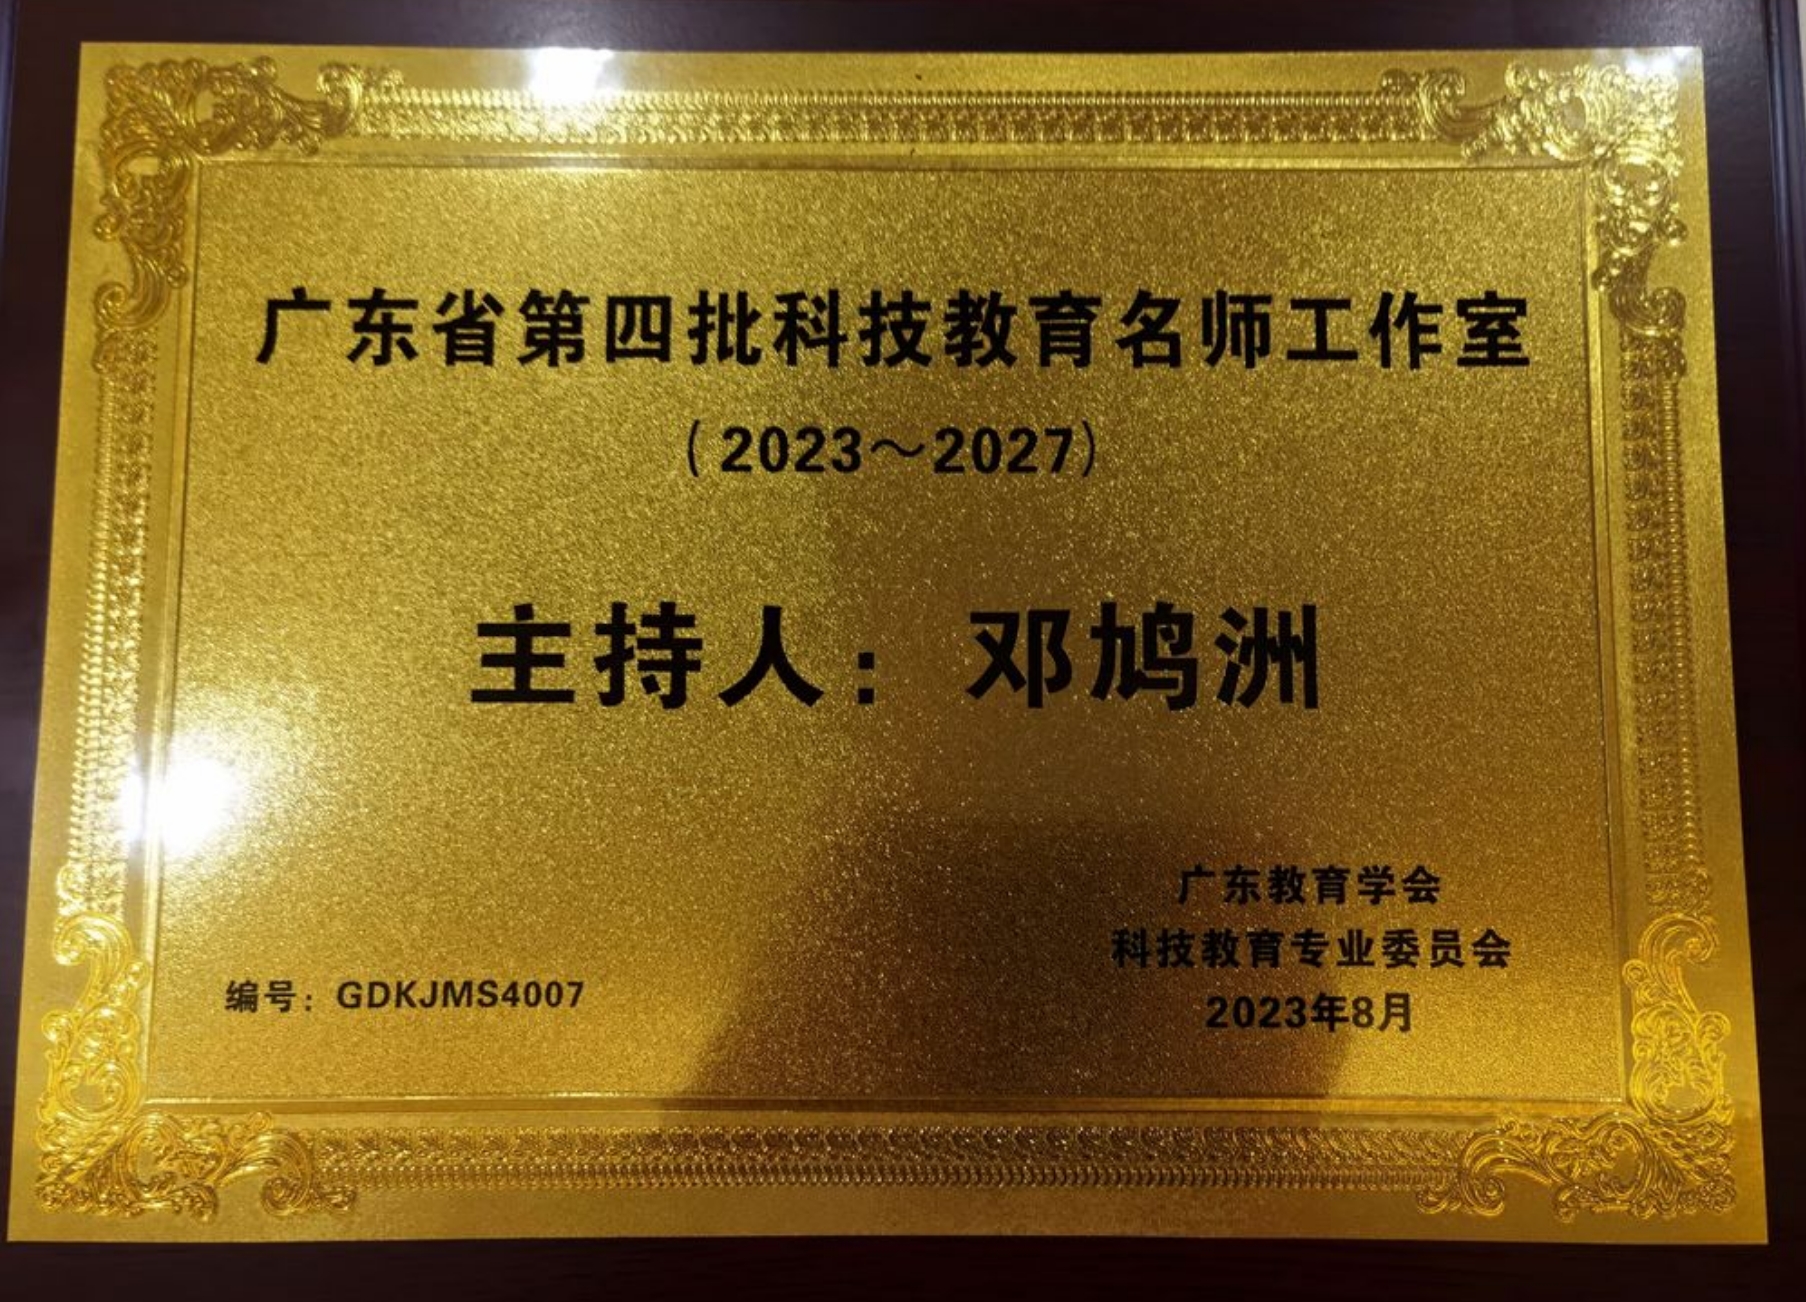 广东省第四批科技教育名师工作室
（2023～2027）
主持人：邓鸠洲
广东教育学会
科技教育专业委员会
编号：GDKJMS4007
2023年8月